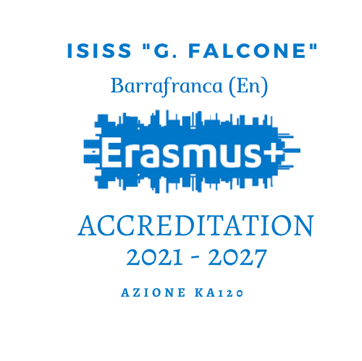 ISISS "G. FALCONE"
Barrafranca (En)
Erasmus+
ACCREDITATION
2021 - 2027
AZIONE KA120